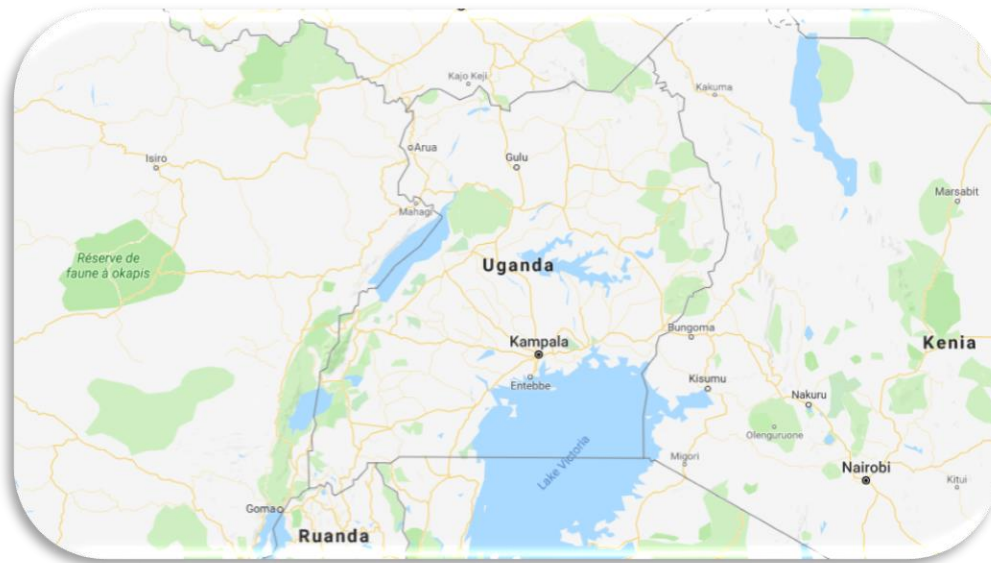 Kajo Keji
Kakuma
Arua
Isiro
Gulu
Marsabit
Mahagi
Réserve de
faune à okapis
Uganda
Bungoma
Kampala
Kenia
Entebbe
Kisumu
Nakuru
Olenguruone
Lake Victoria
Migori
Nairobi
Kitui
Goma
Ruanda